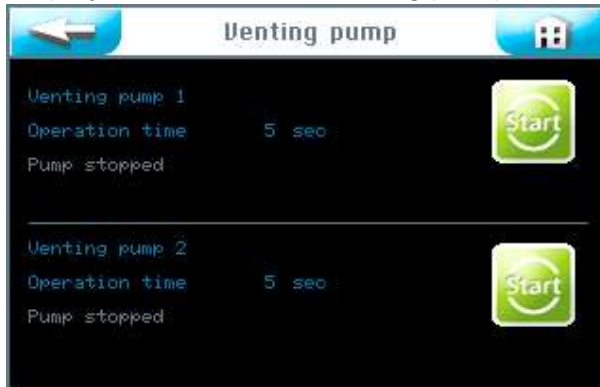 Venting pump
Venting pump 1
Operation time 5 sec
Start
Pump stopped
Venting pump 2
Operation time 5 sec
Start
Pump stopped